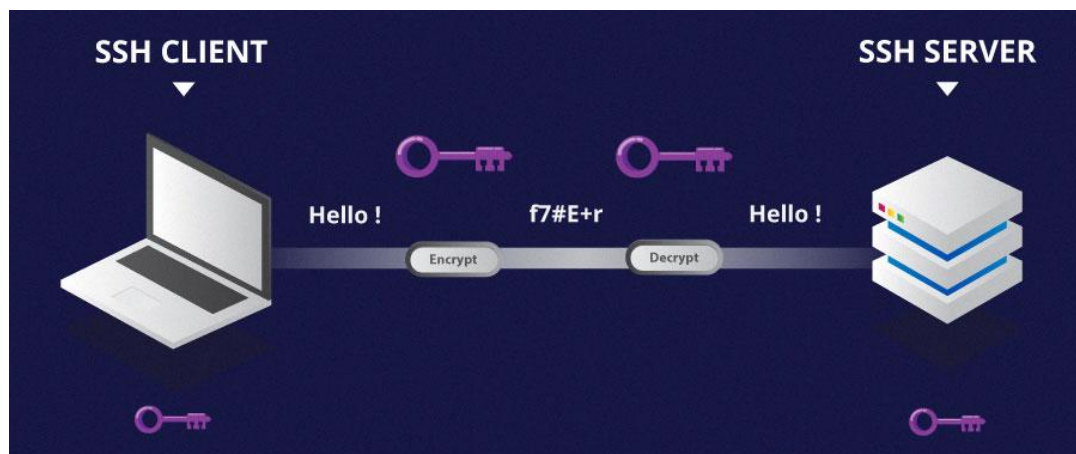 SSH CLIENT
SSH SERVER
Hello !
f7#E+r
Hello !
Encrypt
Decrypt